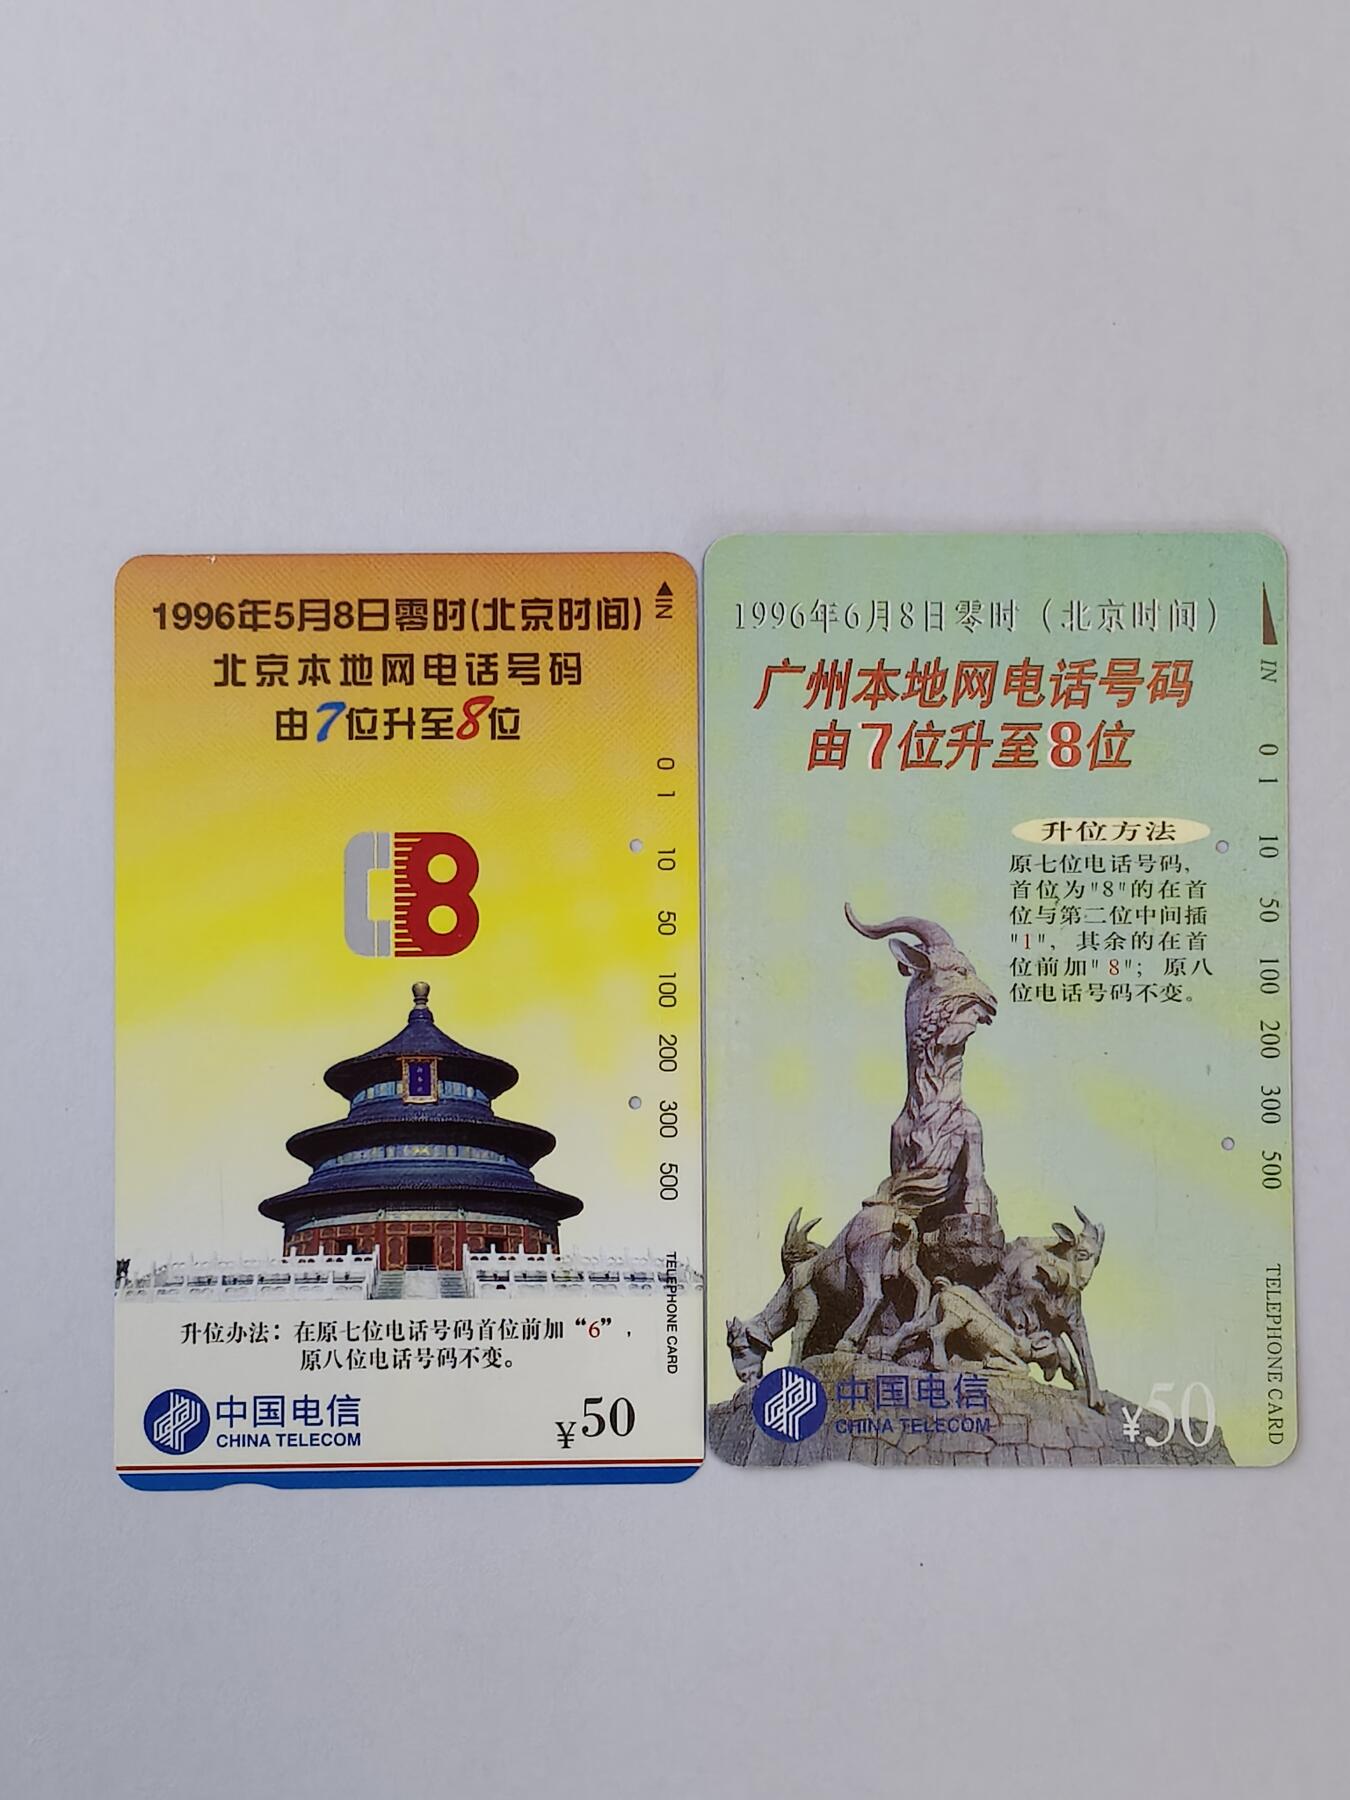 1996年5月8日零时(北京时间)
北京本地网电话号码
由7位升至8位
IN
0 1 10 50 100 200 300 500
TELEPHONE CARD
升位办法：在原七位电话号码首位前加“6”，
原八位电话号码不变。
中国电信
CHINA TELECOM
¥50
1996年6月8日零时（北京时间）
广州本地网电话号码
由7位升至8位
升位方法
原七位电话号码,
首位为"8"的在首
位与第二位中间插
"1", 其余的在首
位前加"8"; 原八
位电话号码不变。
IN
0 1 10 50 100 200 300 500
TELEPHONE CARD
中国电信
CHINA TELECOM
¥50